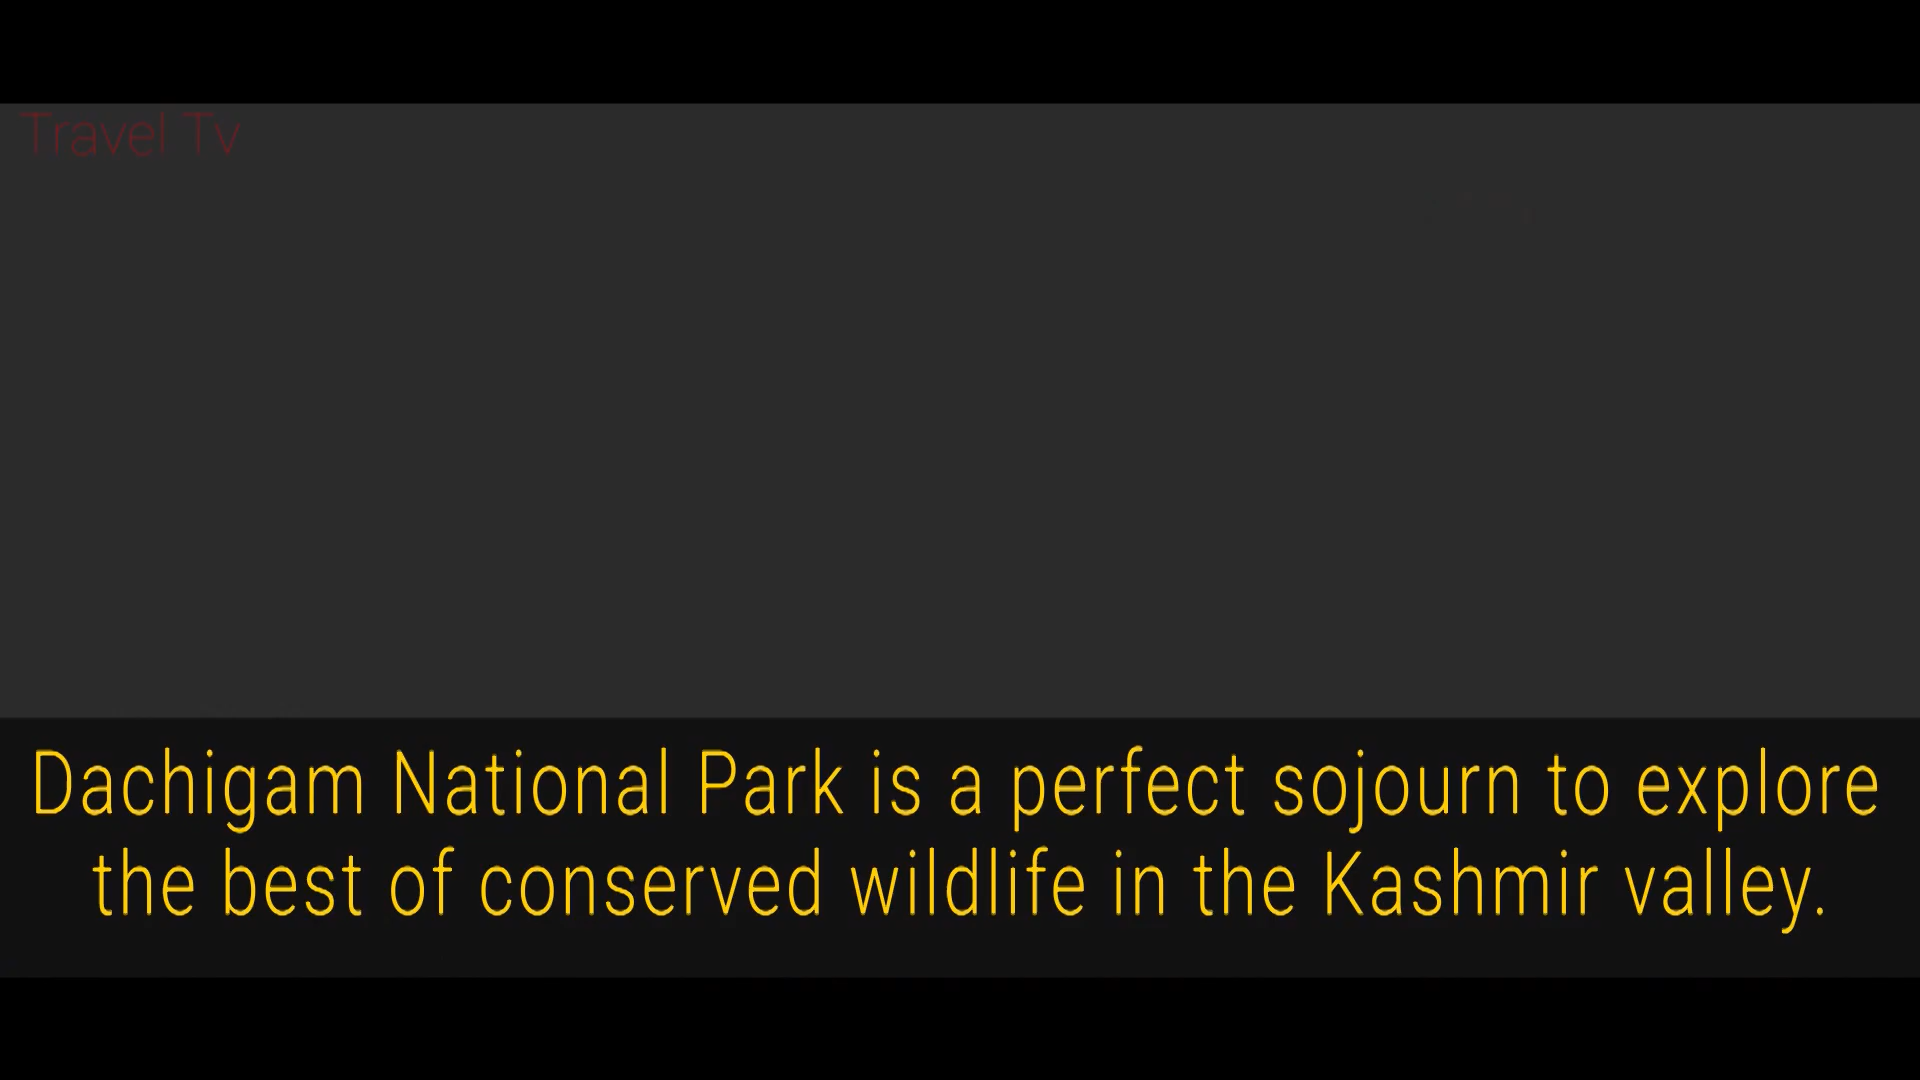 Travel Tv
Dachigam National Park is a perfect sojourn to explore
the best of conserved wildlife in the Kashmir valley.